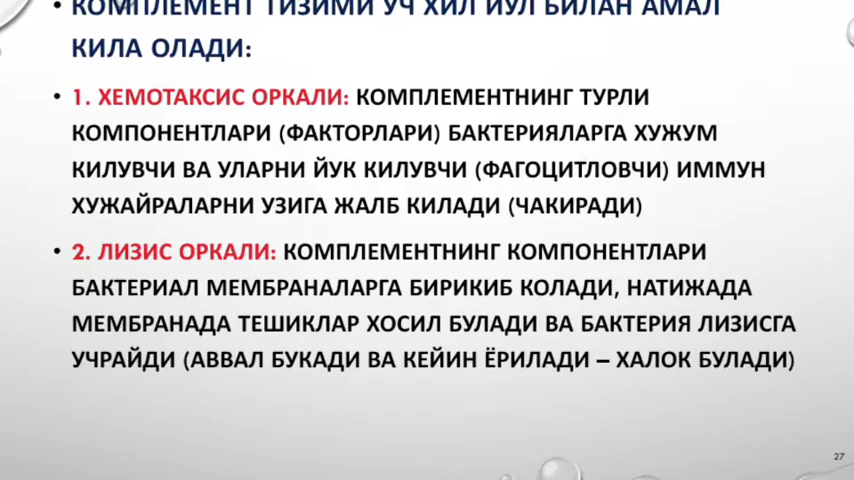 • КОМПЛЕМЕНТ ТИЗИМИ УЧ ХИЛ ЙУЛ БИЛАН АМАЛ
КИЛА ОЛАДИ:
• 1. ХЕМОТАКСИС ОРКАЛИ: КОМПЛЕМЕНТНИНГ ТУРЛИ
КОМПОНЕНТЛАРИ (ФАКТОРЛАРИ) БАКТЕРИЯЛАРГА ХУЖУМ
КИЛУВЧИ ВА УЛАРНИ ЙУК КИЛУВЧИ (ФАГОЦИТЛОВЧИ) ИММУН
ХУЖАЙРАЛАРНИ УЗИГА ЖАЛБ КИЛАДИ (ЧАКИРАДИ)
• 2. ЛИЗИС ОРКАЛИ: КОМПЛЕМЕНТНИНГ КОМПОНЕНТЛАРИ
БАКТЕРИАЛ МЕМБРАНАЛАРГА БИРИКИБ КОЛАДИ, НАТИЖАДА
МЕМБРАНАДА ТЕШИКЛАР ХОСИЛ БУЛАДИ ВА БАКТЕРИЯ ЛИЗИСГА
УЧРАЙДИ (АВВАЛ БУКАДИ ВА КЕЙИН ЁРИЛАДИ – ХАЛОК БУЛАДИ)
27